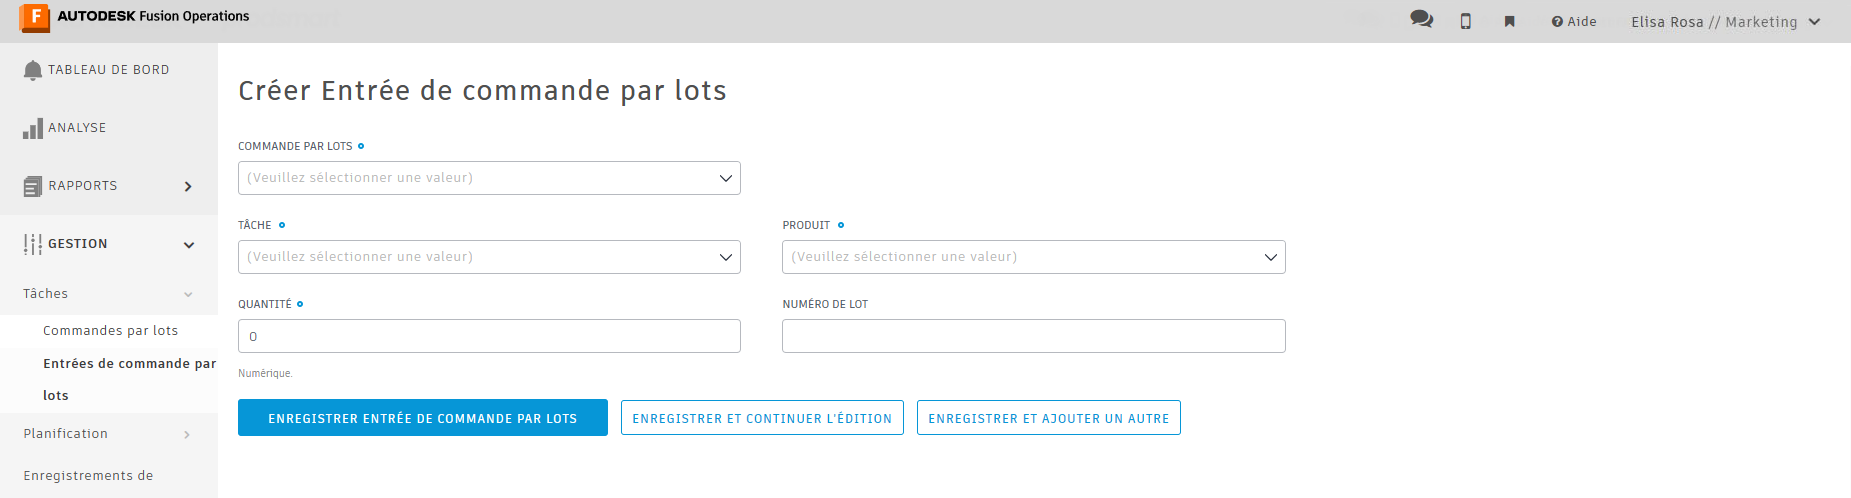 AUTODESK Fusion Operations
Aide
Elisa Rosa // Marketing
TABLEAU DE BORD
ANALYSE
RAPPORTS
GESTION
Tâches
Commandes par lots
Entrées de commande par
lots
Planification
Enregistrements de
Créer Entrée de commande par lots
COMMANDE PAR LOTS
(Veuillez sélectionner une valeur)
TÂCHE
PRODUIT
(Veuillez sélectionner une valeur)
(Veuillez sélectionner une valeur)
QUANTITÉ
NUMÉRO DE LOT
0
Numérique.
ENREGISTRER ENTRÉE DE COMMANDE PAR LOTS
ENREGISTRER ET CONTINUER L'ÉDITION
ENREGISTRER ET AJOUTER UN AUTRE